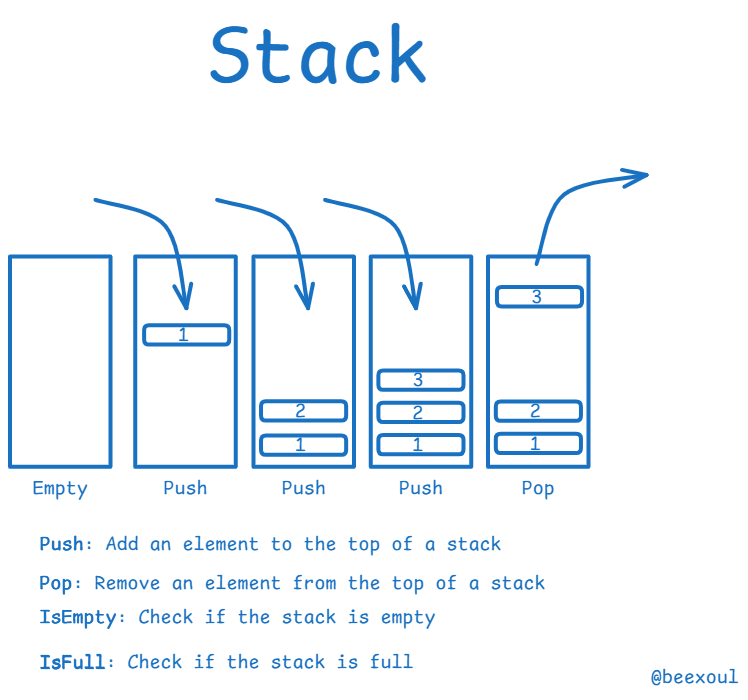 Stack
3
1
3
2 2 2
1 1 1
Empty Push Push Push Pop
Push: Add an element to the top of a stack
Pop: Remove an element from the top of a stack
IsEmpty: Check if the stack is empty
IsFull: Check if the stack is full
@beexoul